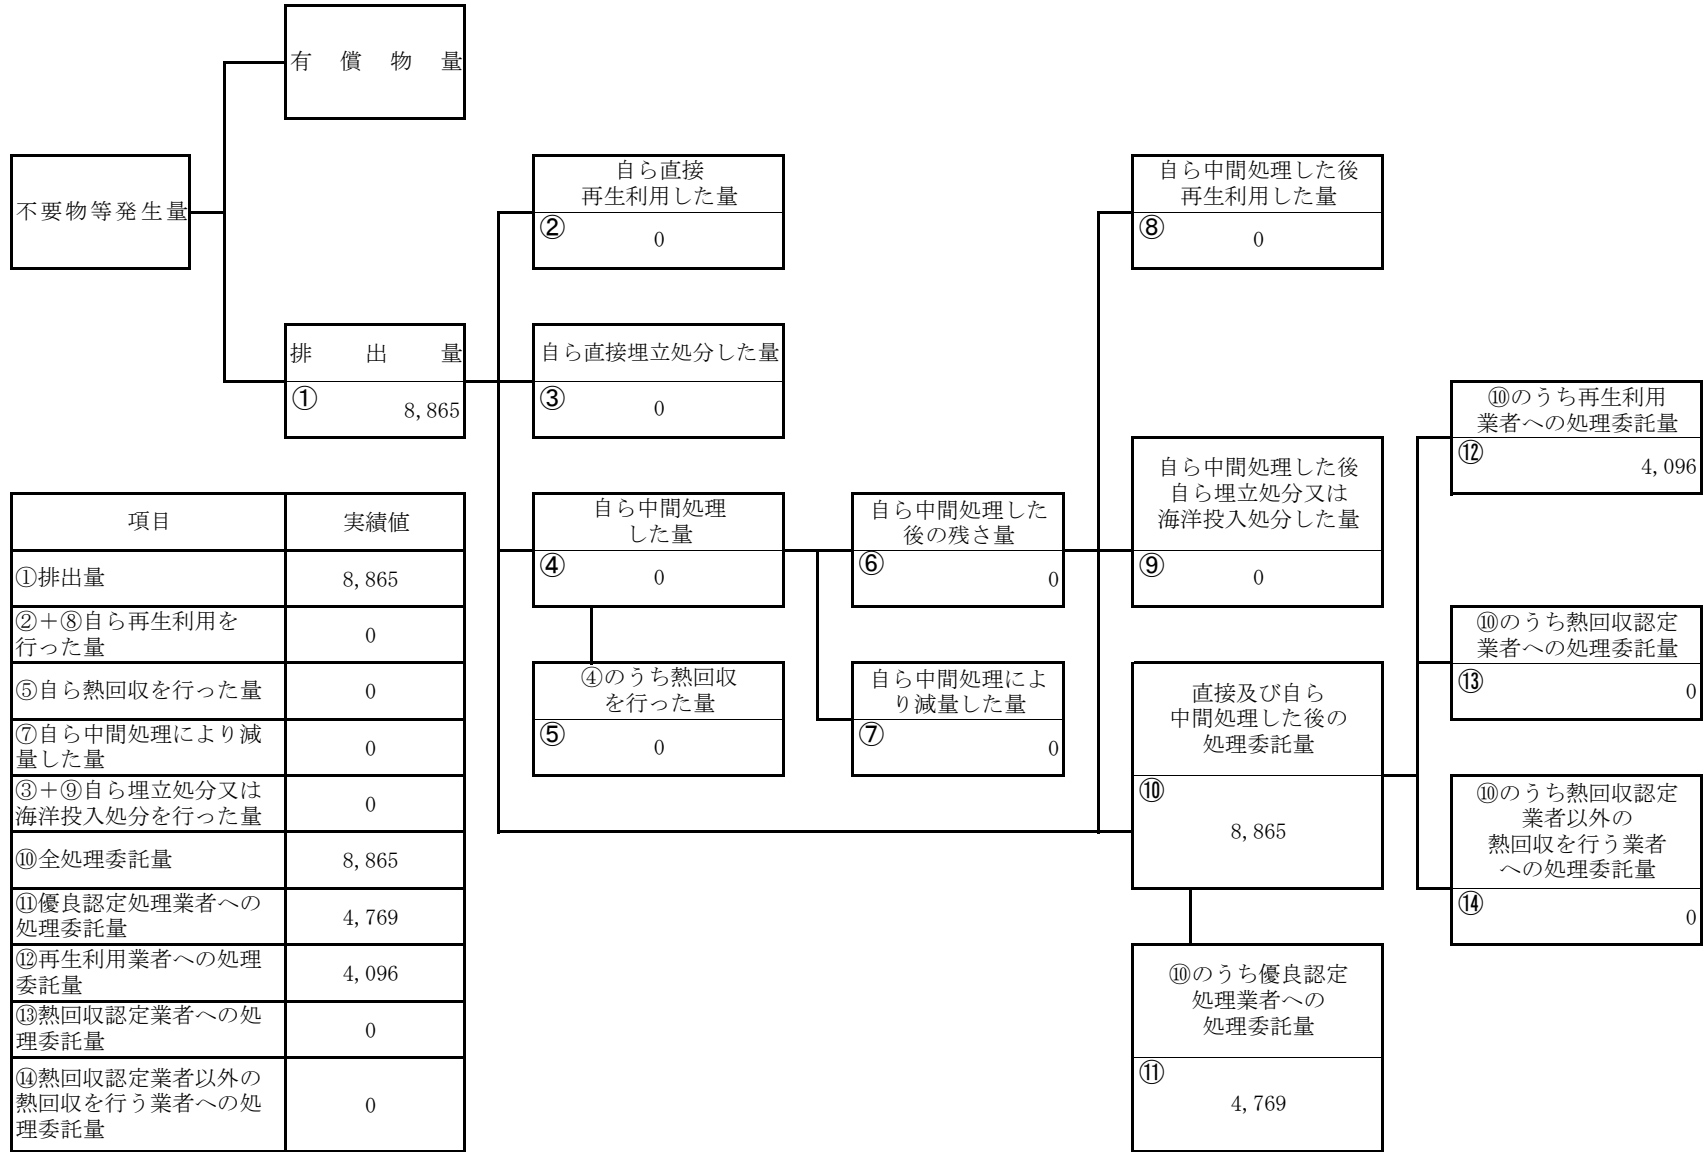 有償物量
不要物等発生量
排出量
①
8,865
自ら直接
再生利用した量
②
0
自ら直接埋立処分した量
③
0
自ら中間処理
した量
④
0
④のうち熱回収
を行った量
⑤
0
自ら中間処理した
後の残さ量
⑥
0
自ら中間処理によ
り減量した量
⑦
0
自ら中間処理した後
再生利用した量
⑧
0
自ら中間処理した後
自ら埋立処分又は
海洋投入処分した量
⑨
0
直接及び自ら
中間処理した後の
処理委託量
⑩
8,865
⑩のうち優良認定
処理業者への
処理委託量
⑪
4,769
⑩のうち再生利用
業者への処理委託量
⑫
4,096
⑩のうち熱回収認定
業者への処理委託量
⑬
0
⑩のうち熱回収認定
業者以外の
熱回収を行う業者
への処理委託量
⑭
0
項目 実績値
①排出量 8,865
②＋⑧自ら再生利用を
行った量 0
⑤自ら熱回収を行った量 0
⑦自ら中間処理により減
量した量 0
③＋⑨自ら埋立処分又は
海洋投入処分を行った量 0
⑩全処理委託量 8,865
⑪優良認定処理業者への
処理委託量 4,769
⑫再生利用業者への処理
委託量 4,096
⑬熱回収認定業者への処
理委託量 0
⑭熱回収認定業者以外の
熱回収を行う業者への処
理委託量 0